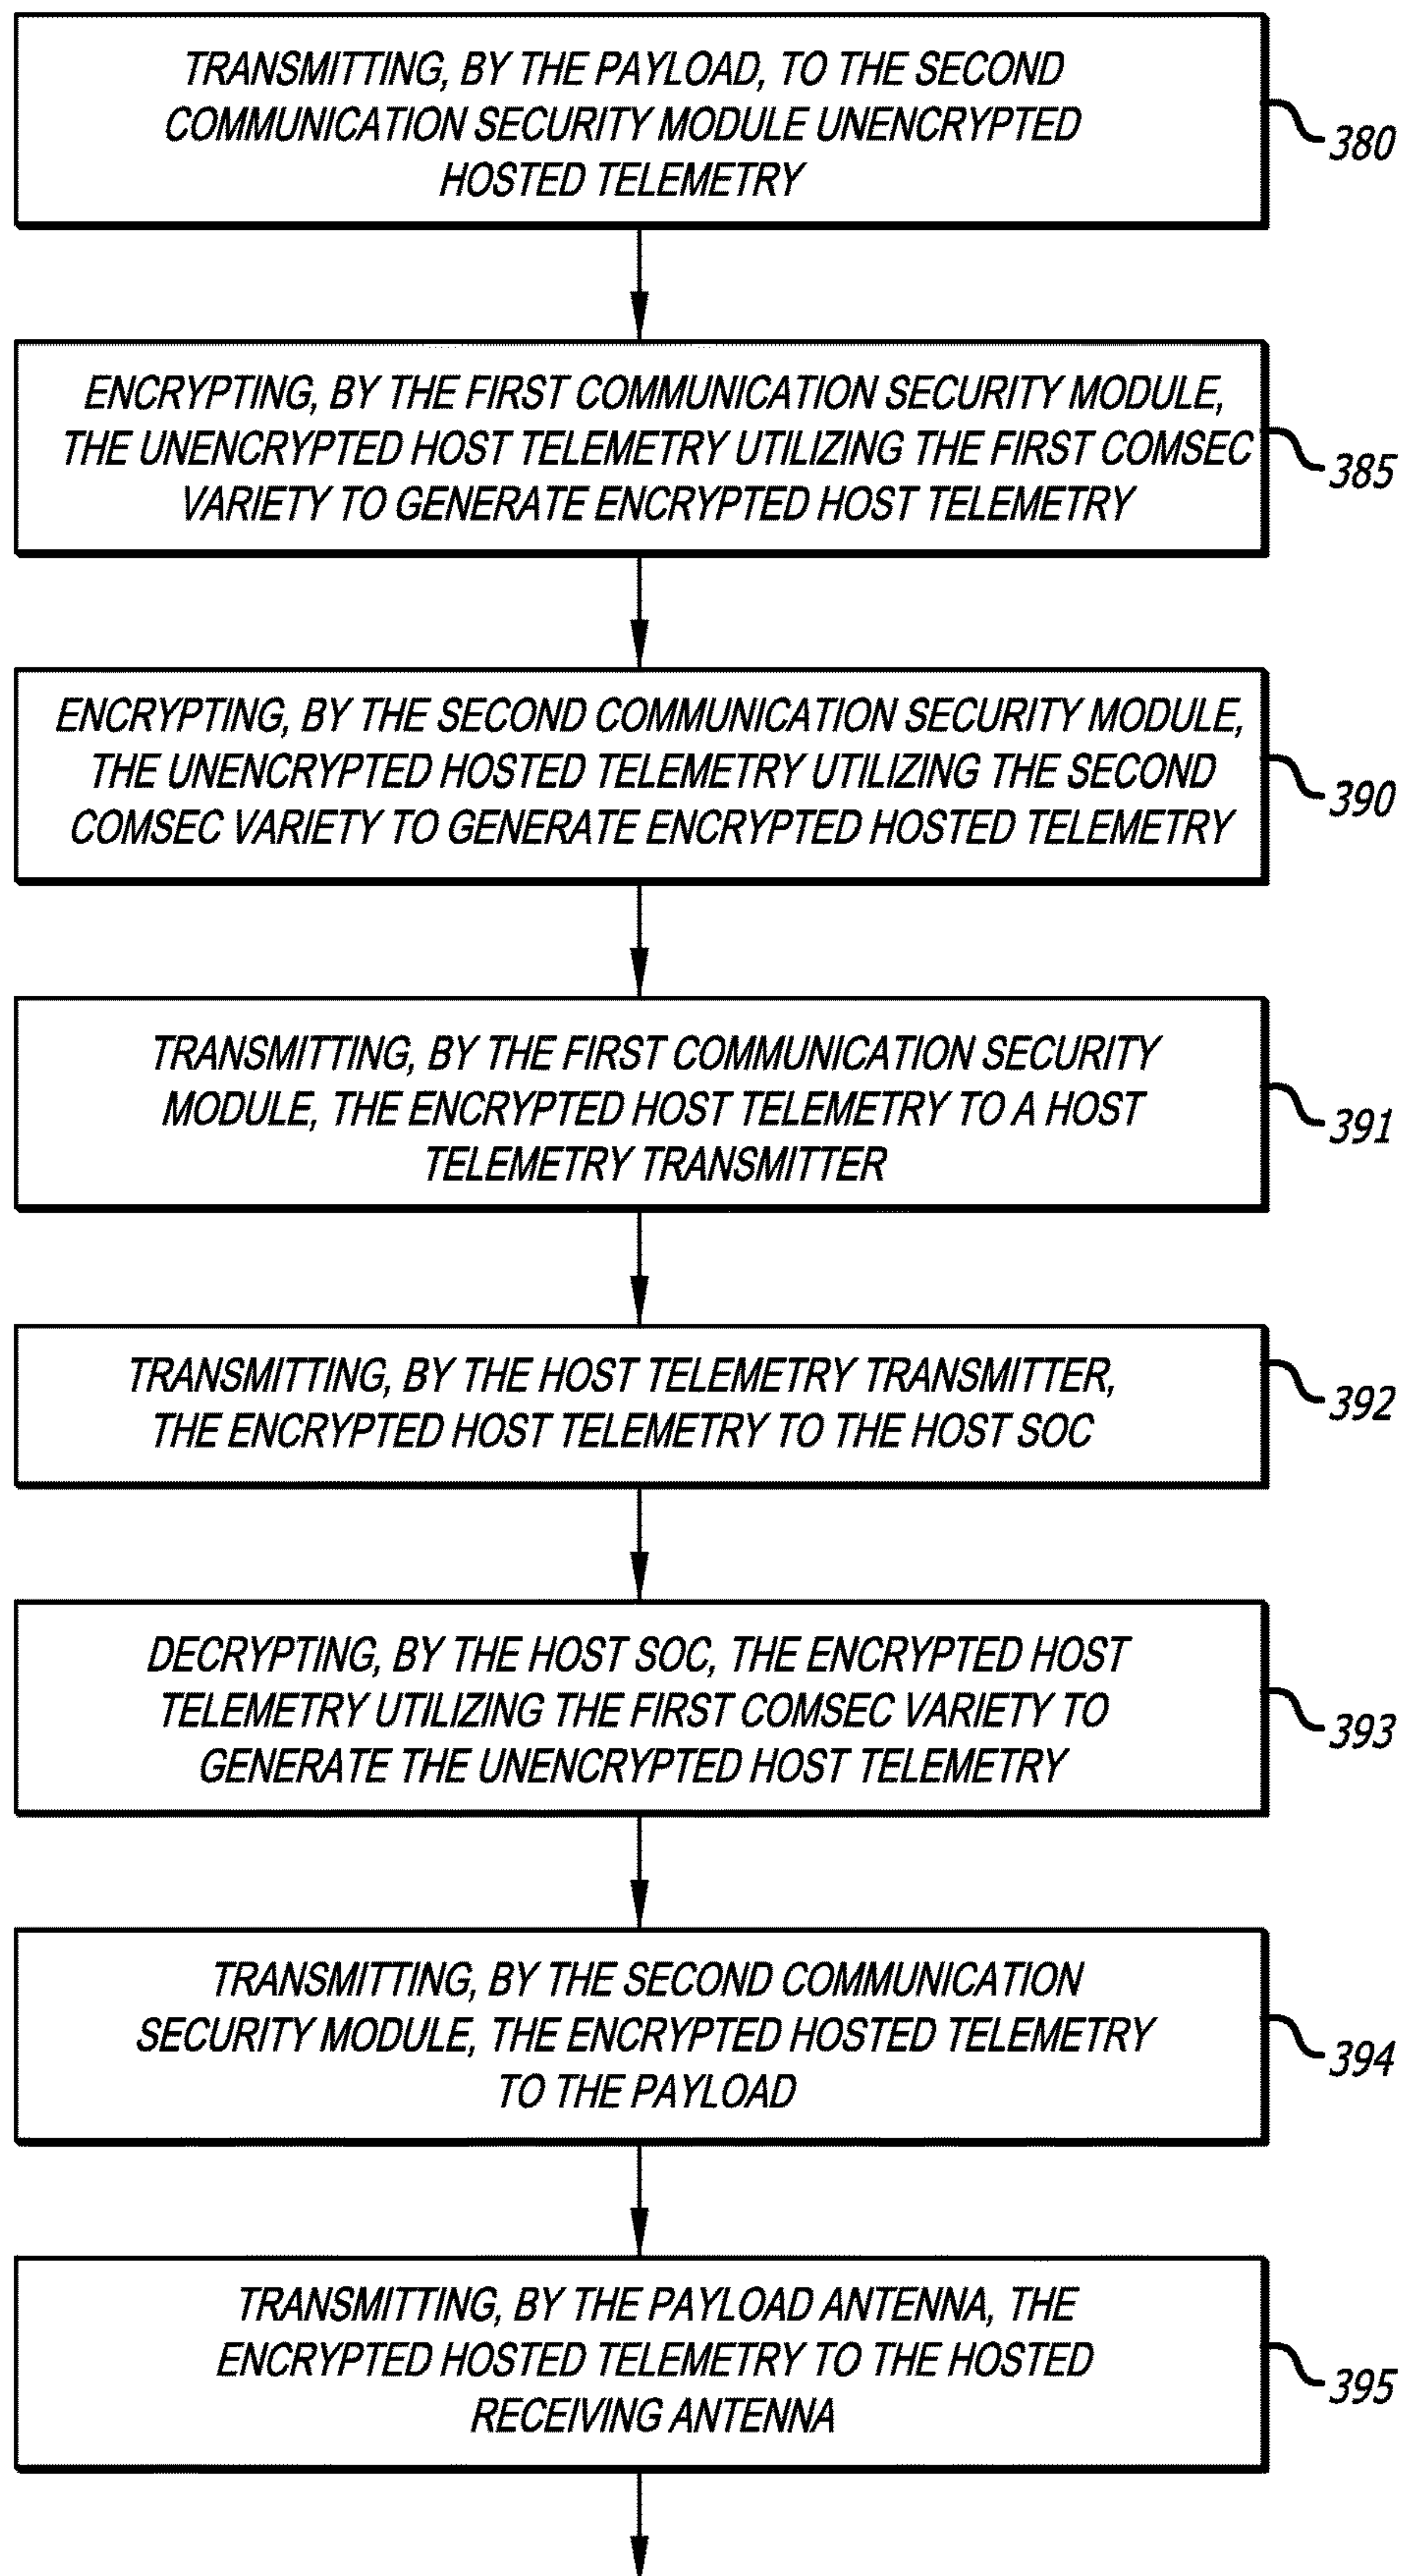 TRANSMITTING, BY THE PAYLOAD, TO THE SECOND
COMMUNICATION SECURITY MODULE UNENCRYPTED
HOSTED TELEMETRY
380
ENCRYPTING, BY THE FIRST COMMUNICATION SECURITY MODULE,
THE UNENCRYPTED HOST TELEMETRY UTILIZING THE FIRST COMSEC
VARIETY TO GENERATE ENCRYPTED HOST TELEMETRY
385
ENCRYPTING, BY THE SECOND COMMUNICATION SECURITY MODULE,
THE UNENCRYPTED HOSTED TELEMETRY UTILIZING THE SECOND
COMSEC VARIETY TO GENERATE ENCRYPTED HOSTED TELEMETRY
390
TRANSMITTING, BY THE FIRST COMMUNICATION SECURITY
MODULE, THE ENCRYPTED HOST TELEMETRY TO A HOST
TELEMETRY TRANSMITTER
391
TRANSMITTING, BY THE HOST TELEMETRY TRANSMITTER,
THE ENCRYPTED HOST TELEMETRY TO THE HOST SOC
392
DECRYPTING, BY THE HOST SOC, THE ENCRYPTED HOST
TELEMETRY UTILIZING THE FIRST COMSEC VARIETY TO
GENERATE THE UNENCRYPTED HOST TELEMETRY
393
TRANSMITTING, BY THE SECOND COMMUNICATION
SECURITY MODULE, THE ENCRYPTED HOSTED TELEMETRY
TO THE PAYLOAD
394
TRANSMITTING, BY THE PAYLOAD ANTENNA, THE
ENCRYPTED HOSTED TELEMETRY TO THE HOSTED
RECEIVING ANTENNA
395